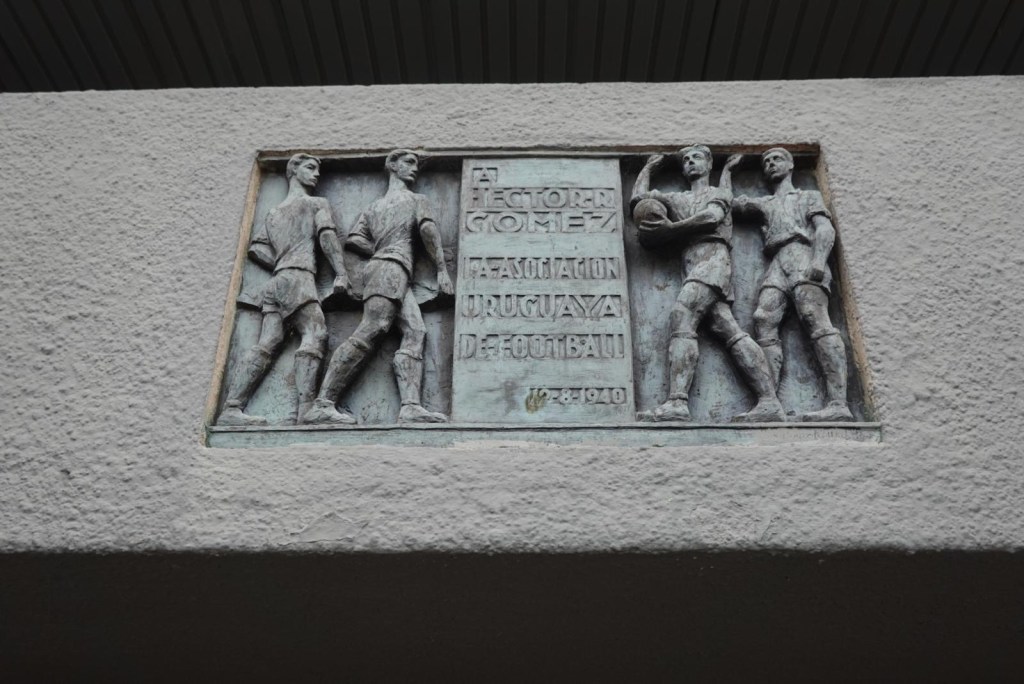 A
HECTOR·R·
GOMEZ
LA·ASOCIACION
URUGUAYA
DE·FOOTBALL
12-8-1940